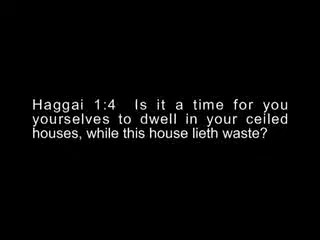 Haggai 1:4 Is it a time for you
yourselves to dwell in your ceiled
houses, while this house lieth waste?